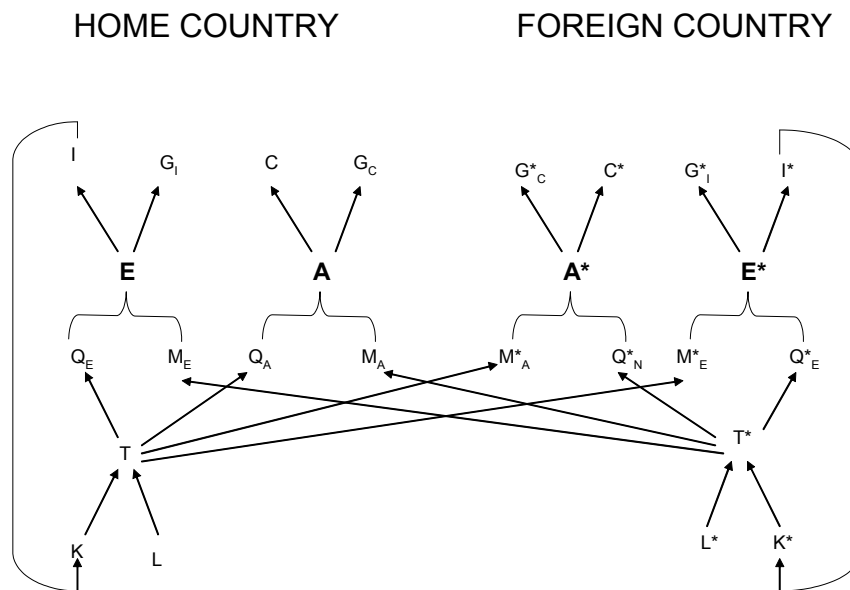 HOME COUNTRY FOREIGN COUNTRY
I G_I C G_C G*_C C* G*_I I*
E A A* E*
Q_E M_E Q_A M_A M*_A Q*_N M*_E Q*_E
T T*
K L L* K*